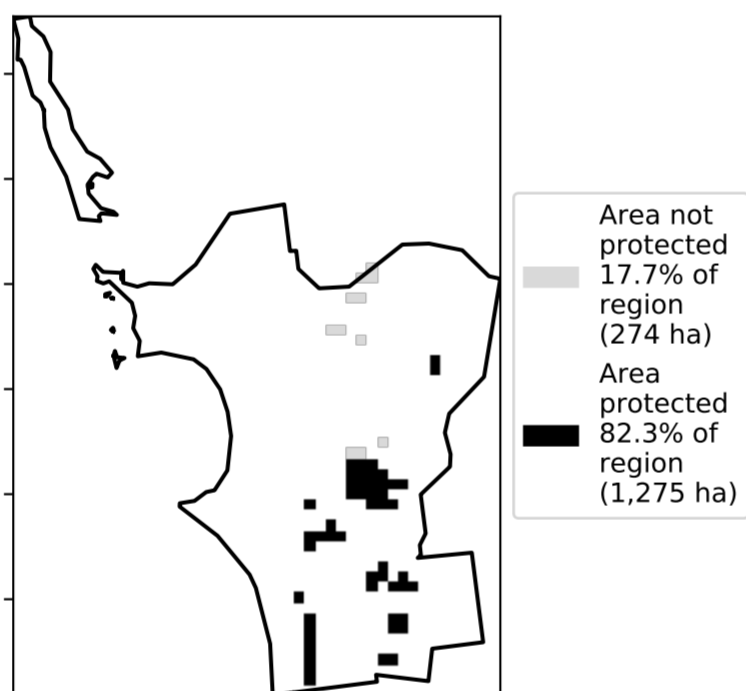 Area not
protected
17.7% of
region
(274 ha)
Area
protected
82.3% of
region
(1,275 ha)